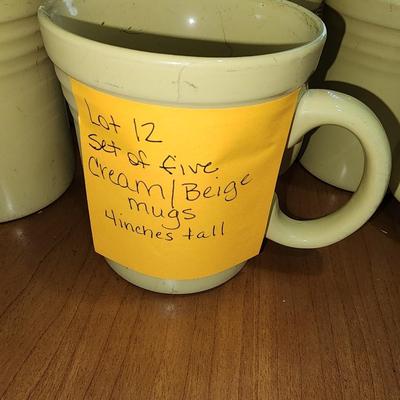 Lot 12
set of five
Cream/Beige
mugs
4inches tall